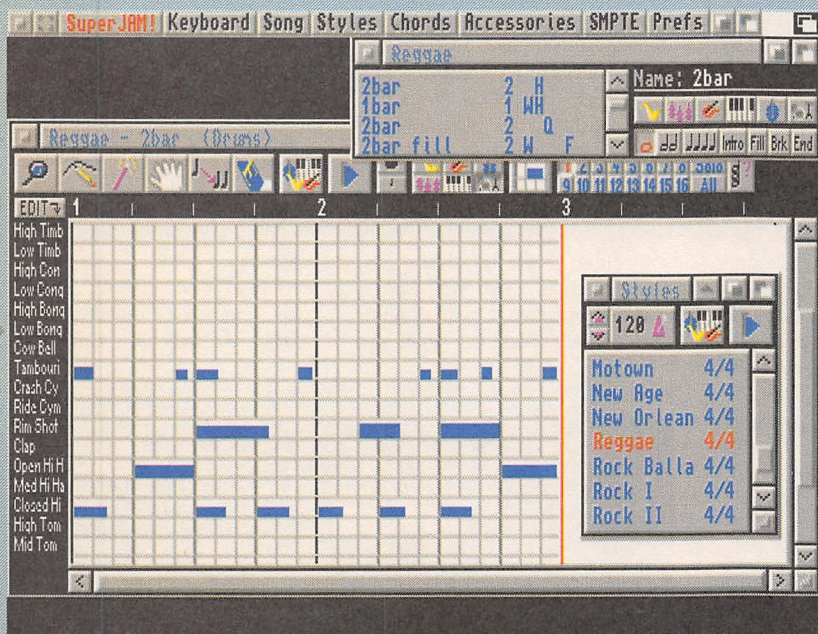 SuperJAM! Keyboard Song Styles Chords Accessories SMPTE Prefs
Reggae
2bar 2 H
1bar 1 WH
2bar 2 Q
2bar fill 2 W F
Name: 2bar
Intro Fill Brk End
Reggae - 2bar (Drums)
1 2 3 4 5 6 7 8 Solo
9 10 11 12 13 14 15 16 All
EDIT 1 2 3
High Timb
Low Timb
High Con
Low Cong
High Bong
Low Bong
Cow Bell
Tambouri
Crash Cy
Ride Cym
Rim Shot
Clap
Open Hi H
Med Hi Ha
Closed Hi
High Tom
Mid Tom
Styles
120
Motown 4/4
New Age 4/4
New Orlean 4/4
Reggae 4/4
Rock Balla 4/4
Rock I 4/4
Rock II 4/4